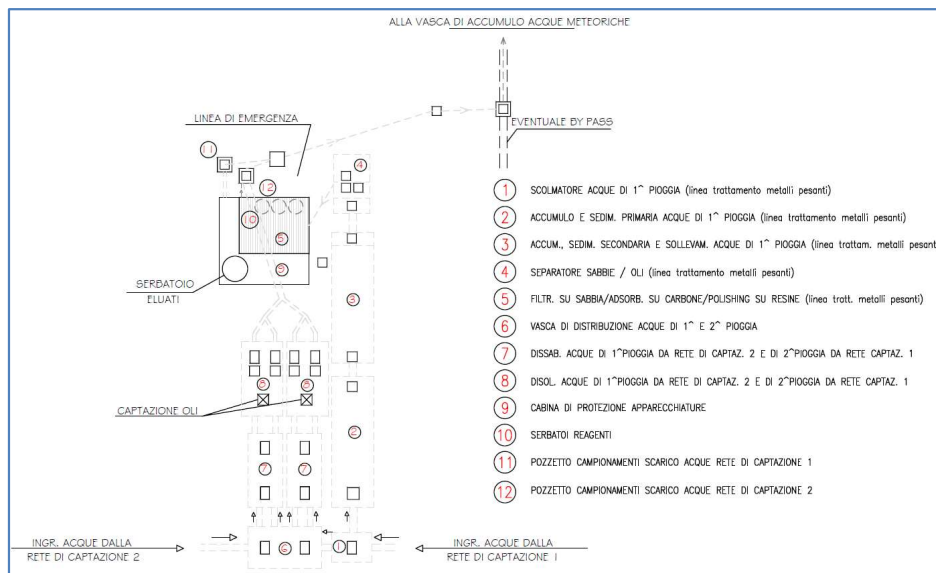 ALLA VASCA DI ACCUMULO ACQUE METEORICHE
LINEA DI EMERGENZA
EVENTUALE BY PASS
11
12
4
10
5
9
3
SERBATOIO
ELUATI
8
8
CAPTAZIONE OLI
2
7
7
INGR. ACQUE DALLA
RETE DI CAPTAZIONE 2
6
1
INGR. ACQUE DALLA
RETE DI CAPTAZIONE 1
1 SCOLMATORE ACQUE DI 1^ PIOGGIA (linea trattamento metalli pesanti)
2 ACCUMULO E SEDIM. PRIMARIA ACQUE DI 1^ PIOGGIA (linea trattamento metalli pesanti)
3 ACCUM., SEDIM. SECONDARIA E SOLLEVAM. ACQUE DI 1^ PIOGGIA (linea trattam. metalli pesant
4 SEPARATORE SABBIE / OLI (linea trattamento metalli pesanti)
5 FILTR. SU SABBIA/ADSORB. SU CARBONE/POLISHING SU RESINE (linea tratt. metalli pesanti)
6 VASCA DI DISTRIBUZIONE ACQUE DI 1^ E 2^ PIOGGIA
7 DISSAB. ACQUE DI 1^PIOGGIA DA RETE DI CAPTAZ. 2 E DI 2^PIOGGIA DA RETE CAPTAZ. 1
8 DISOL. ACQUE DI 1^PIOGGIA DA RETE DI CAPTAZ. 2 E DI 2^PIOGGIA DA RETE CAPTAZ. 1
9 CABINA DI PROTEZIONE APPARECCHIATURE
10 SERBATOI REAGENTI
11 POZZETTO CAMPIONAMENTI SCARICO ACQUE RETE DI CAPTAZIONE 1
12 POZZETTO CAMPIONAMENTI SCARICO ACQUE RETE DI CAPTAZIONE 2